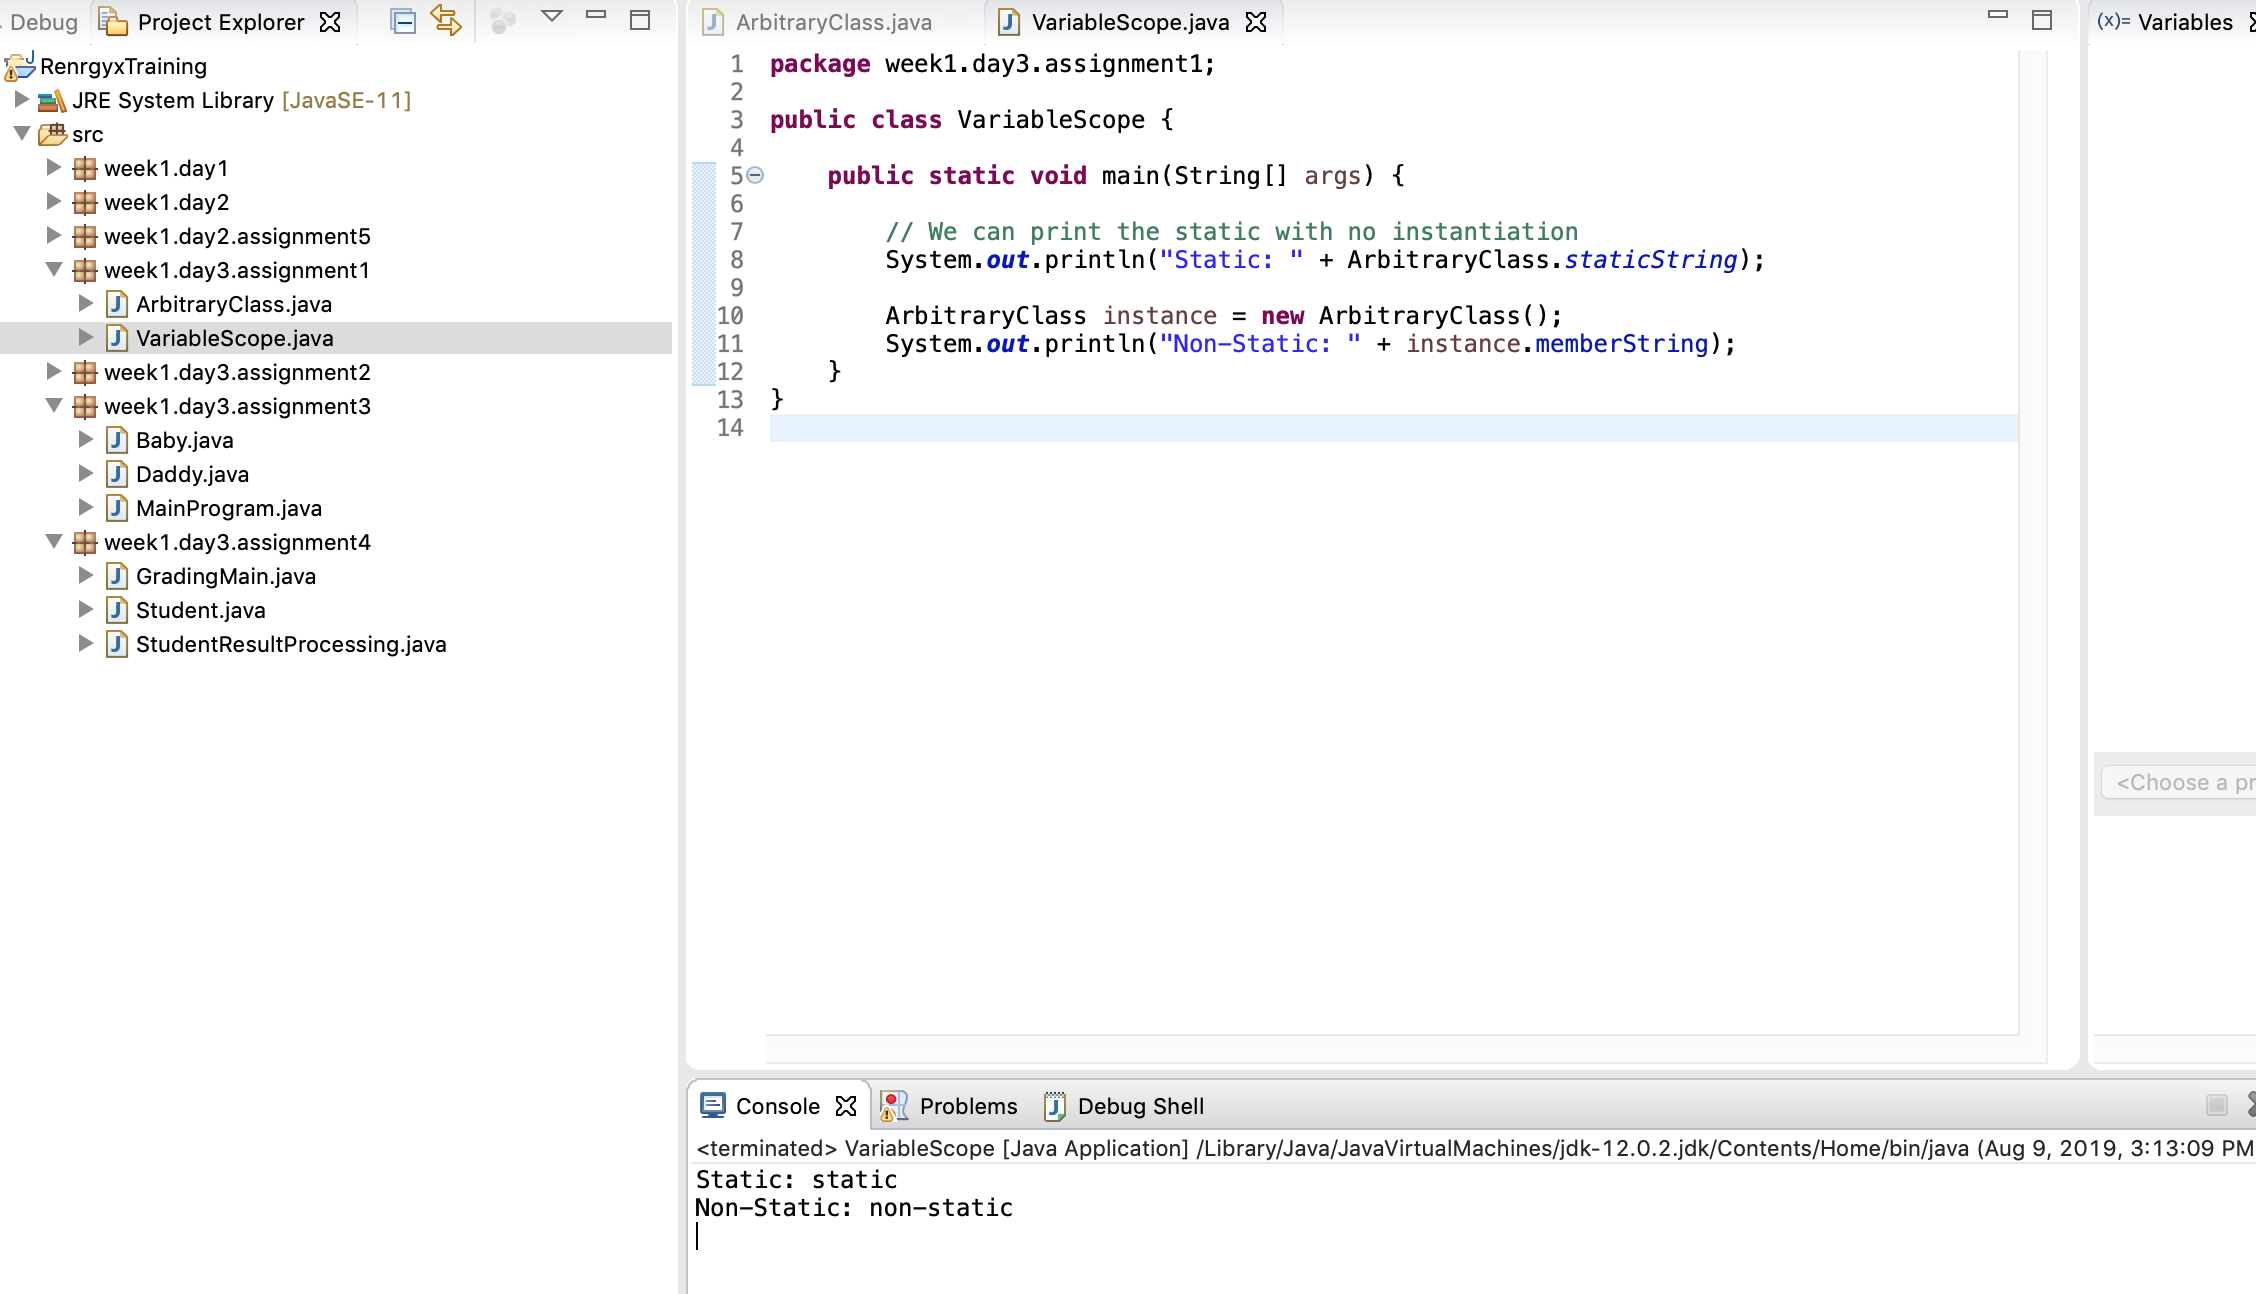 Debug
Project Explorer
RenrgyxTraining
JRE System Library [JavaSE-11]
src
week1.day1
week1.day2
week1.day2.assignment5
week1.day3.assignment1
ArbitraryClass.java
VariableScope.java
week1.day3.assignment2
week1.day3.assignment3
Baby.java
Daddy.java
MainProgram.java
week1.day3.assignment4
GradingMain.java
Student.java
StudentResultProcessing.java
ArbitraryClass.java
VariableScope.java
1 package week1.day3.assignment1;
2
3 public class VariableScope {
4
5 public static void main(String[] args) {
6
7 // We can print the static with no instantiation
8 System.out.println("Static: " + ArbitraryClass.staticString);
9
10 ArbitraryClass instance = new ArbitraryClass();
11 System.out.println("Non-Static: " + instance.memberString);
12 }
13 }
14
(x)= Variables
<Choose a pr
Console
Problems
Debug Shell
<terminated> VariableScope [Java Application] /Library/Java/JavaVirtualMachines/jdk-12.0.2.jdk/Contents/Home/bin/java (Aug 9, 2019, 3:13:09 PM
Static: static
Non-Static: non-static